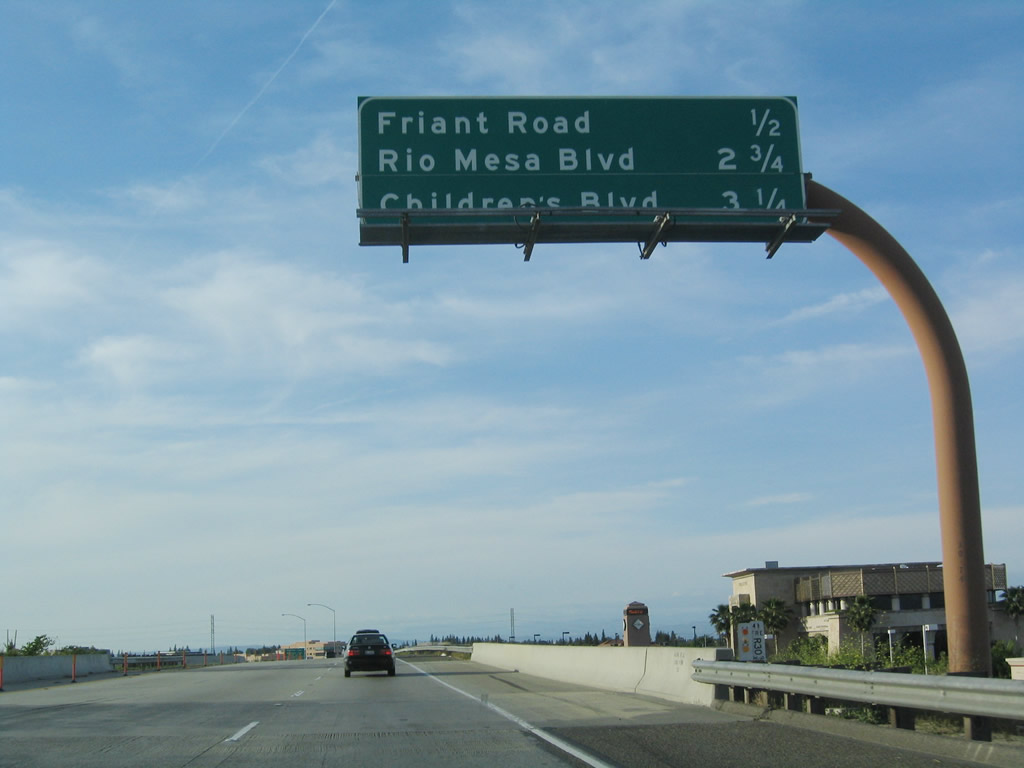 Friant Road ½
Rio Mesa Blvd 2 ¾
Children's Blvd 3 ¼